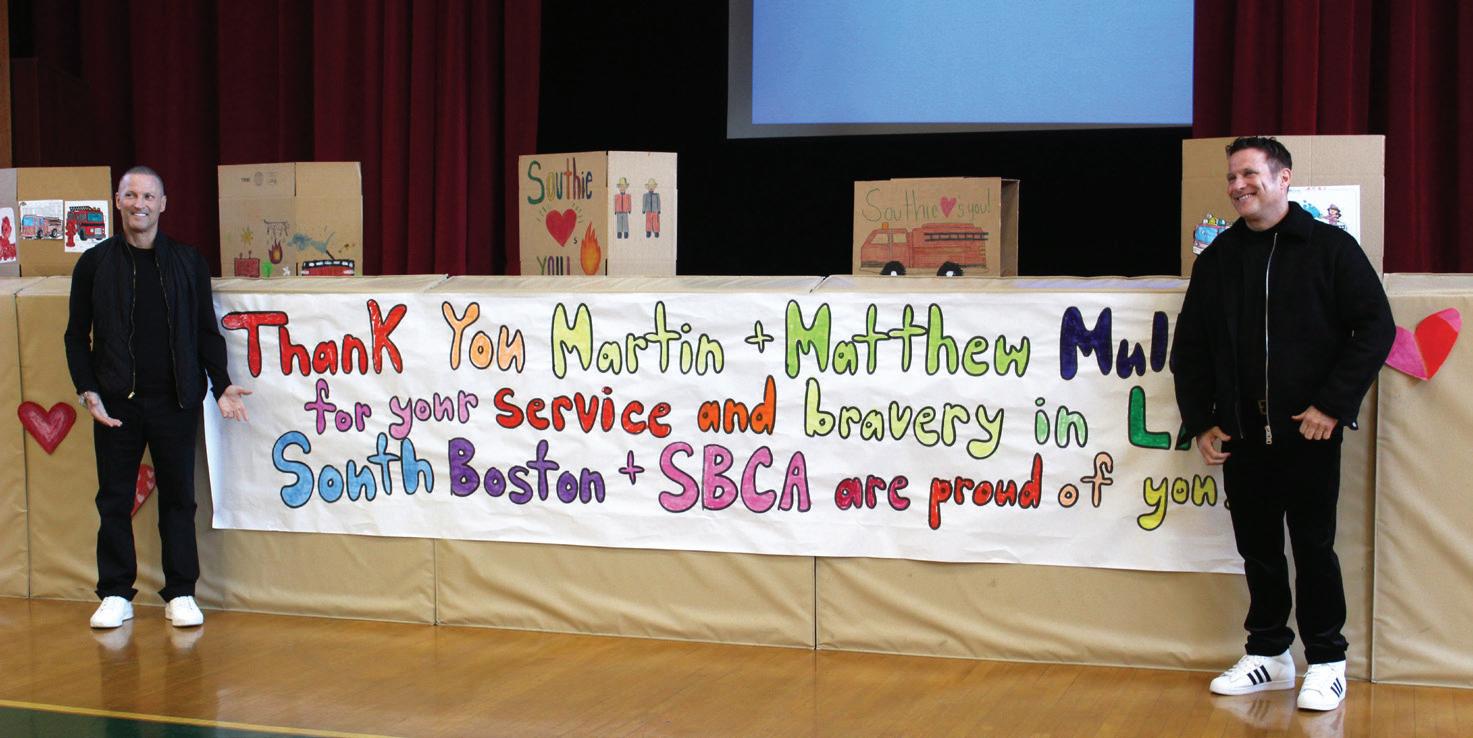 Southie
♥s
YOU!
Southie♥s you!
Thank You Martin + Matthew Mull
for your service and bravery in L
South Boston + SBCA are proud of you